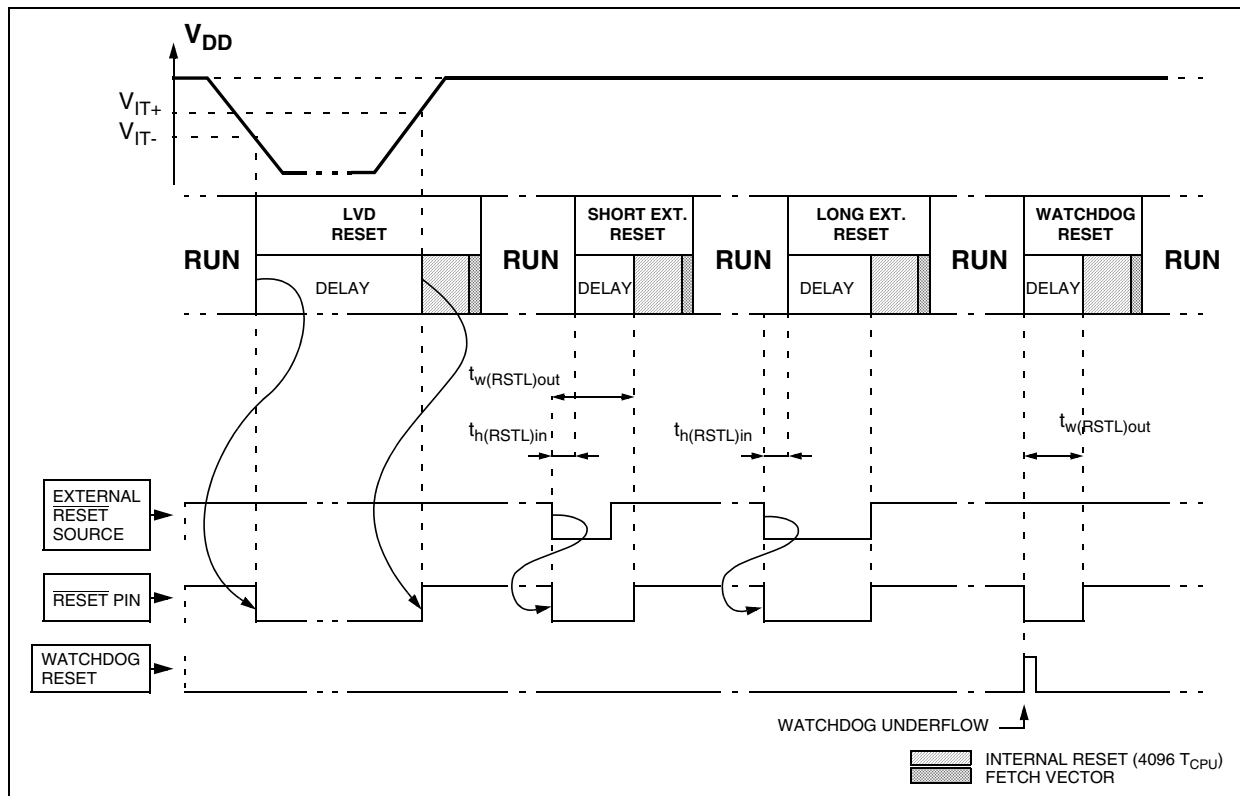 V_DD
V_IT+
V_IT-
LVD
RESET
SHORT EXT.
RESET
LONG EXT.
RESET
WATCHDOG
RESET
RUN
RUN
RUN
RUN
RUN
DELAY
DELAY
DELAY
DELAY
t_w(RSTL)out
t_h(RSTL)in
t_h(RSTL)in
t_w(RSTL)out
EXTERNAL
RESET
SOURCE
RESET PIN
WATCHDOG
RESET
WATCHDOG UNDERFLOW
INTERNAL RESET (4096 T_CPU)
FETCH VECTOR